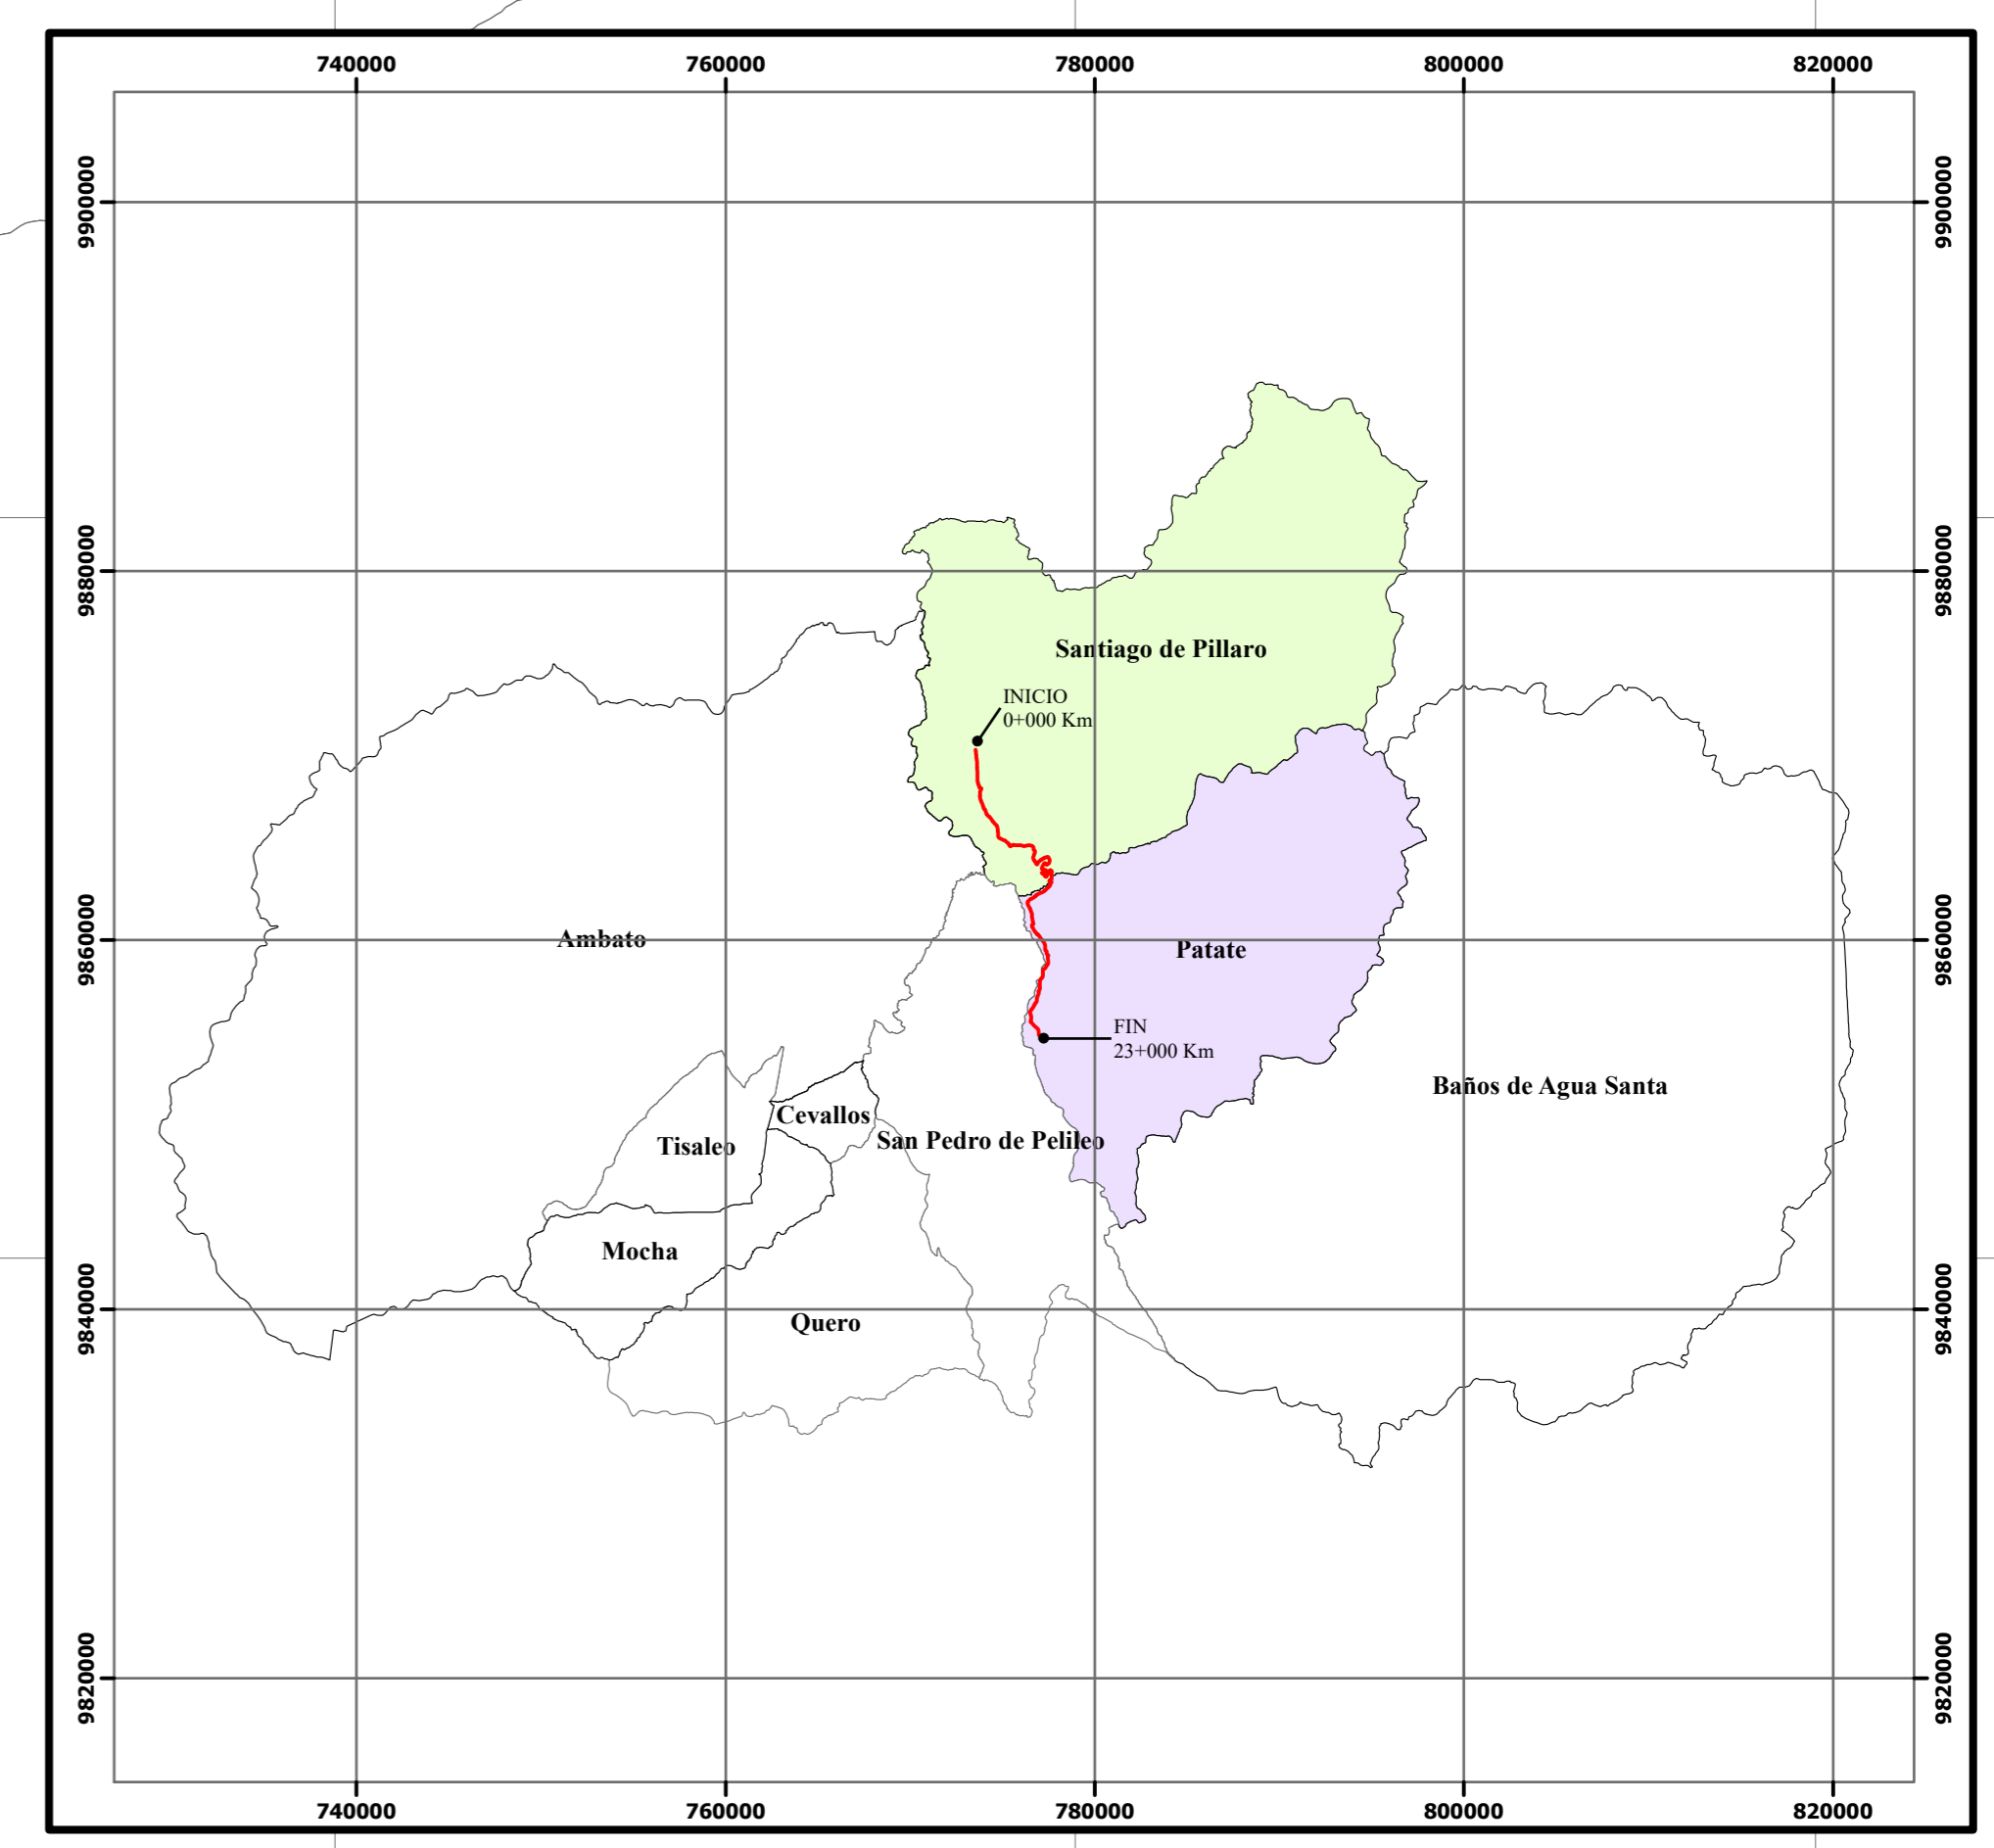 740000 760000 780000 800000 820000
9900000 9900000
9880000 9880000
Santiago de Pillaro
INICIO
0+000 Km
9860000 9860000
Ambato
Patate
FIN
23+000 Km
Baños de Agua Santa
Cevallos
San Pedro de Pelileo
Tisaleo
Mocha
9840000 9840000
Quero
9820000 9820000
740000 760000 780000 800000 820000